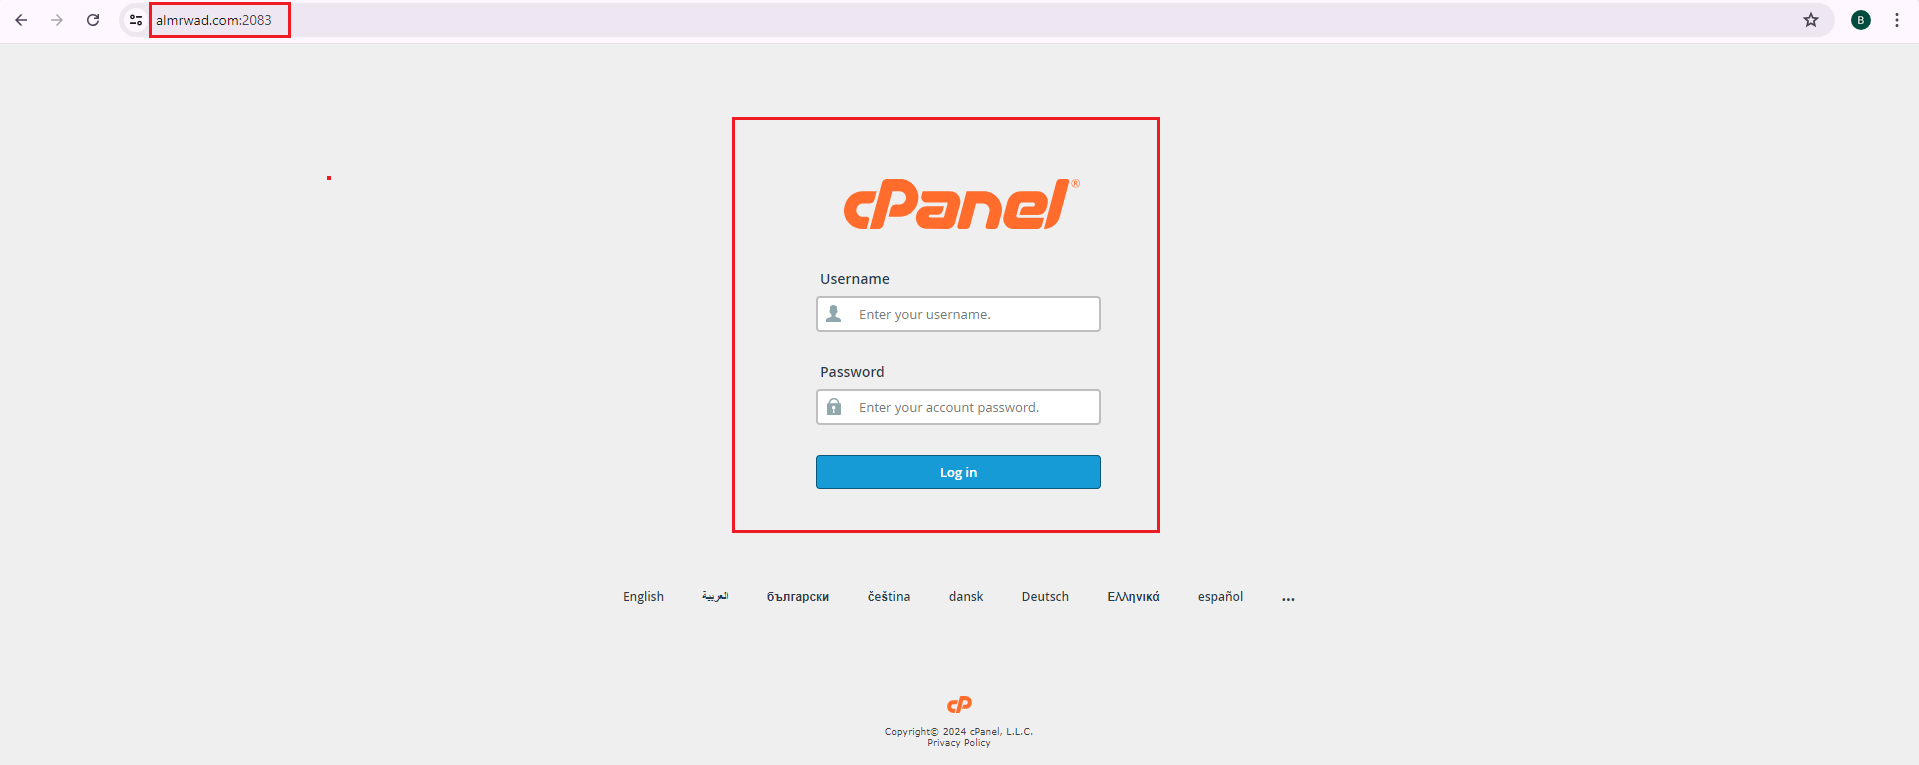 almrwad.com:2083
B
cPanel®
Username
Enter your username.
Password
Enter your account password.
Log in
English العربية български čeština dansk Deutsch Ελληνικά español ...
cP
Copyright© 2024 cPanel, L.L.C.
Privacy Policy